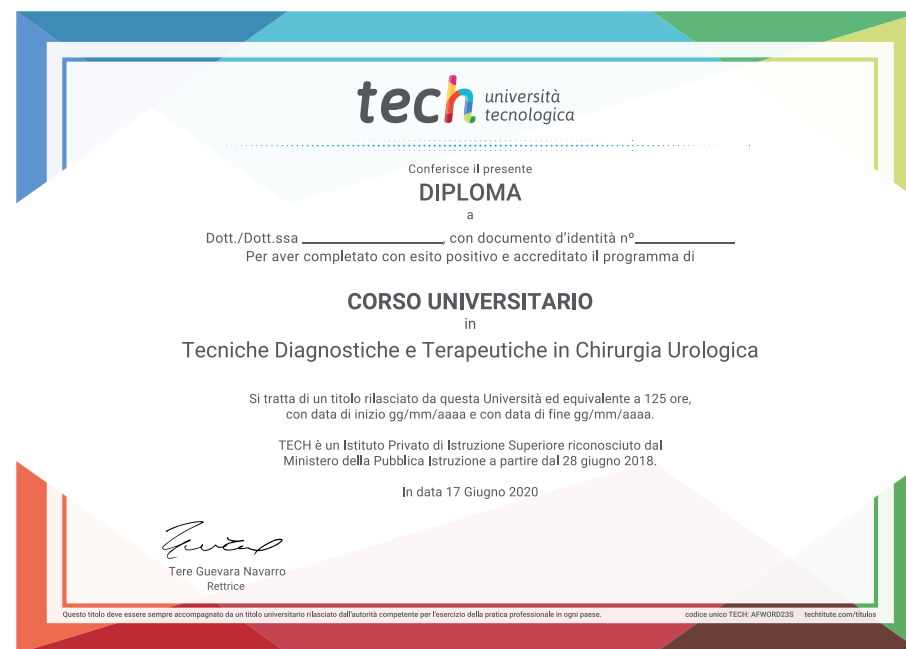 tech università
tecnologica
Conferisce il presente
DIPLOMA
a
Dott./Dott.ssa ____________________, con documento d'identità nº______________
Per aver completato con esito positivo e accreditato il programma di
CORSO UNIVERSITARIO
in
Tecniche Diagnostiche e Terapeutiche in Chirurgia Urologica
Si tratta di un titolo rilasciato da questa Università ed equivalente a 125 ore,
con data di inizio gg/mm/aaaa e con data di fine gg/mm/aaaa.
TECH è un Istituto Privato di Istruzione Superiore riconosciuto dal
Ministero della Pubblica Istruzione a partire dal 28 giugno 2018.
In data 17 Giugno 2020
Tere Guevara Navarro
Rettrice
Questo titolo deve essere sempre accompagnato da un titolo universitario rilasciato dall'autorità competente per l'esercizio della pratica professionale in ogni paese. codice unico TECH: AFWORD23S techtitute.com/titulos